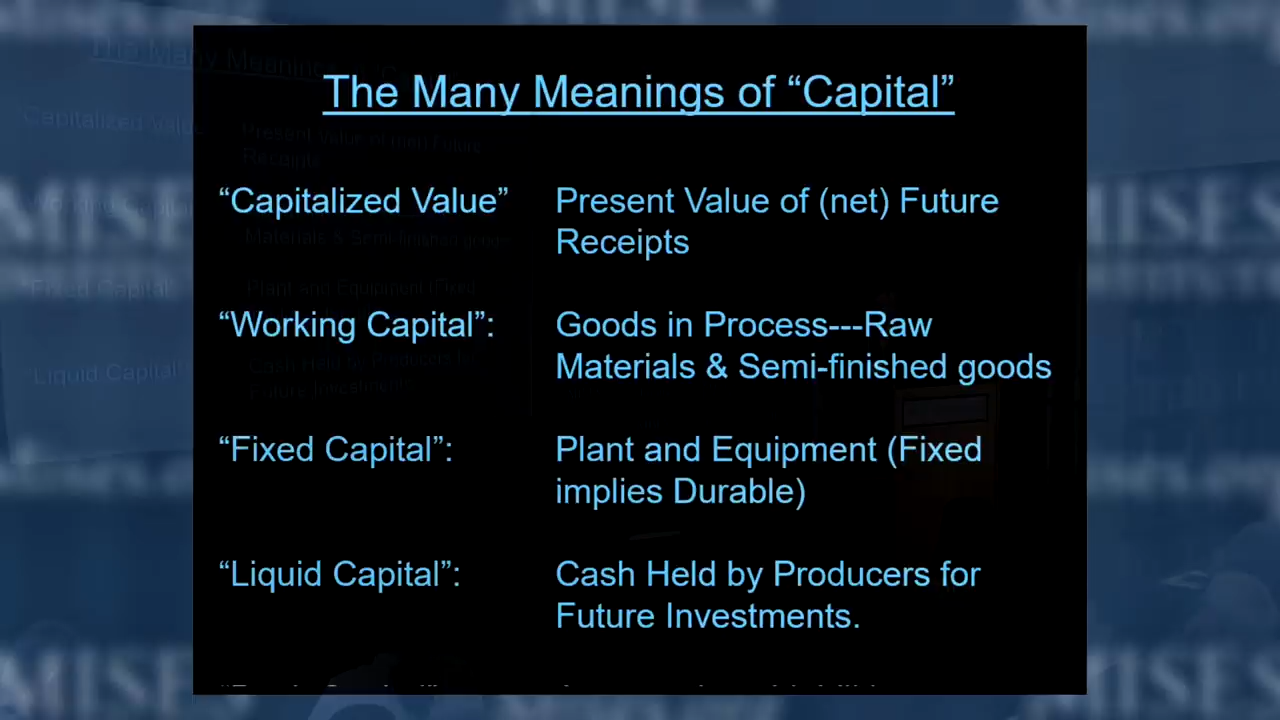 The Many Meanings of “Capital”
“Capitalized Value” Present Value of (net) Future
Receipts
“Working Capital”: Goods in Process---Raw
Materials & Semi-finished goods
“Fixed Capital”: Plant and Equipment (Fixed
implies Durable)
“Liquid Capital”: Cash Held by Producers for
Future Investments.